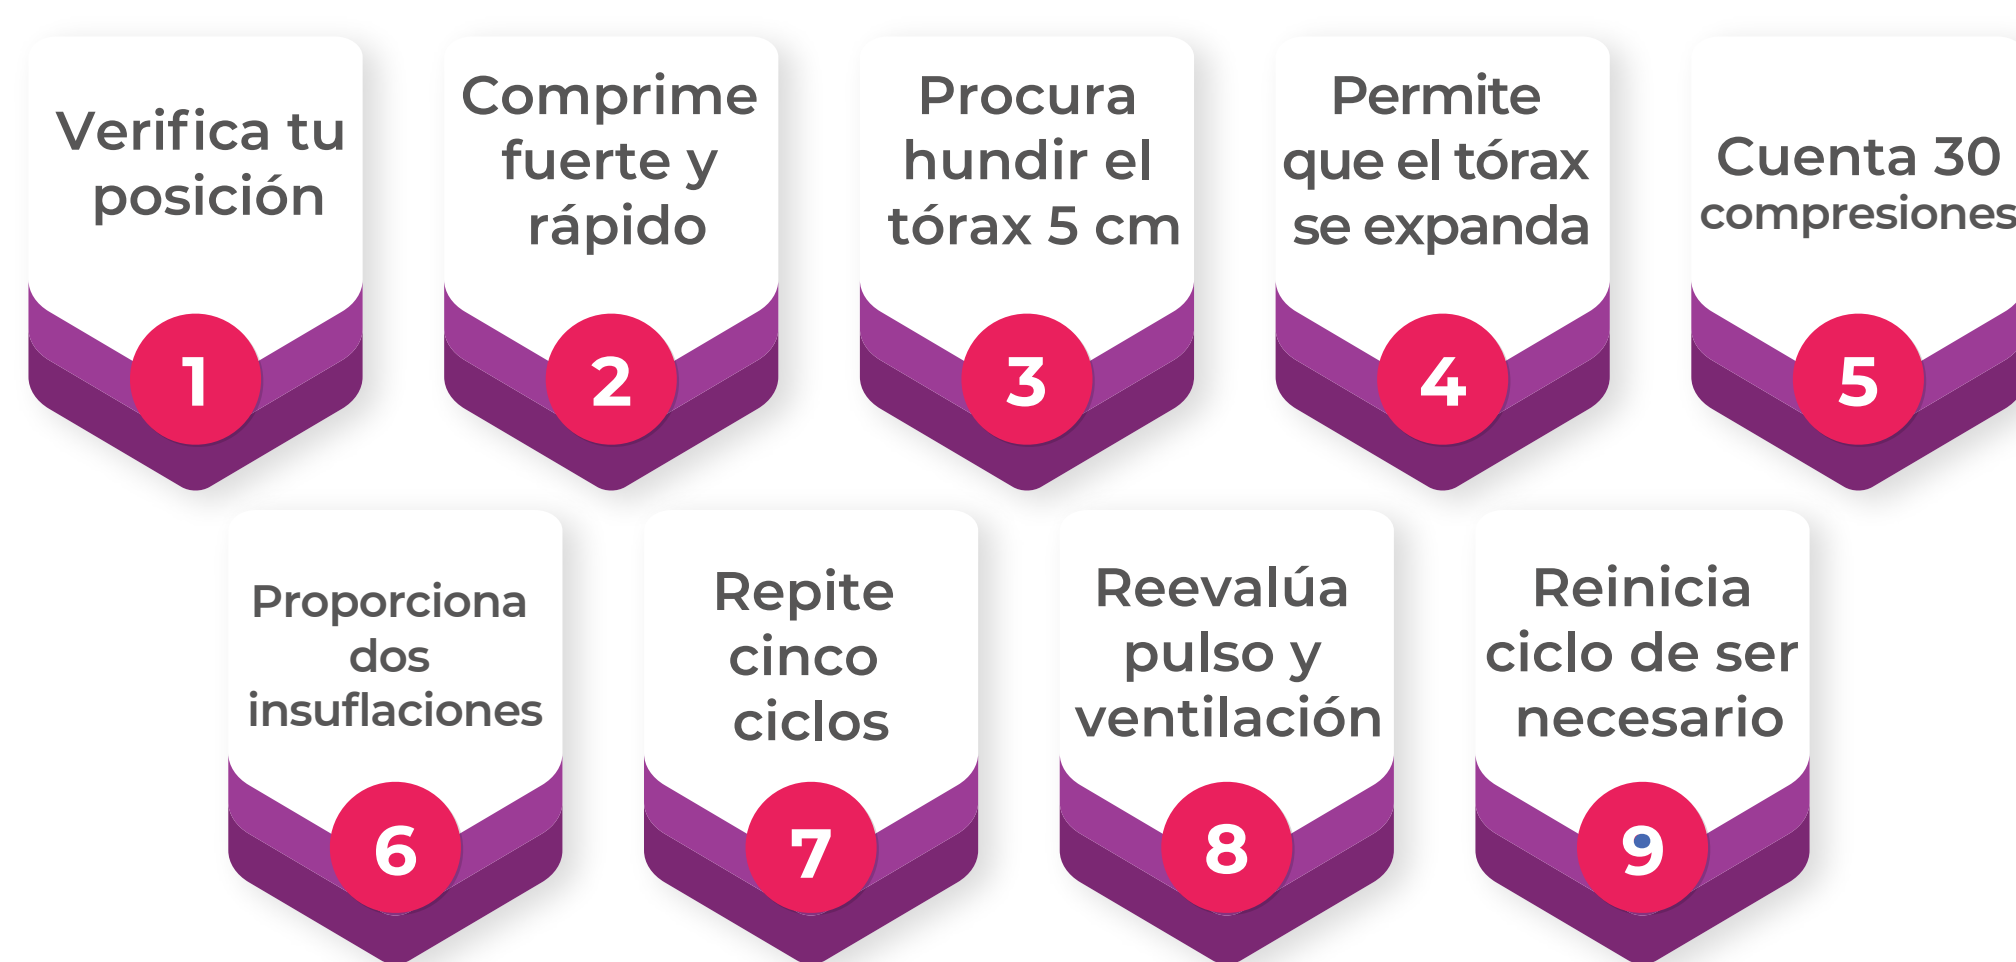 Verifica tu
posición
1
Comprime
fuerte y
rápido
2
Procura
hundir el
tórax 5 cm
3
Permite
que el tórax
se expanda
4
Cuenta 30
compresiones
5
Proporciona
dos
insuflaciones
6
Repite
cinco
ciclos
7
Reevalúa
pulso y
ventilación
8
Reinicia
ciclo de ser
necesario
9